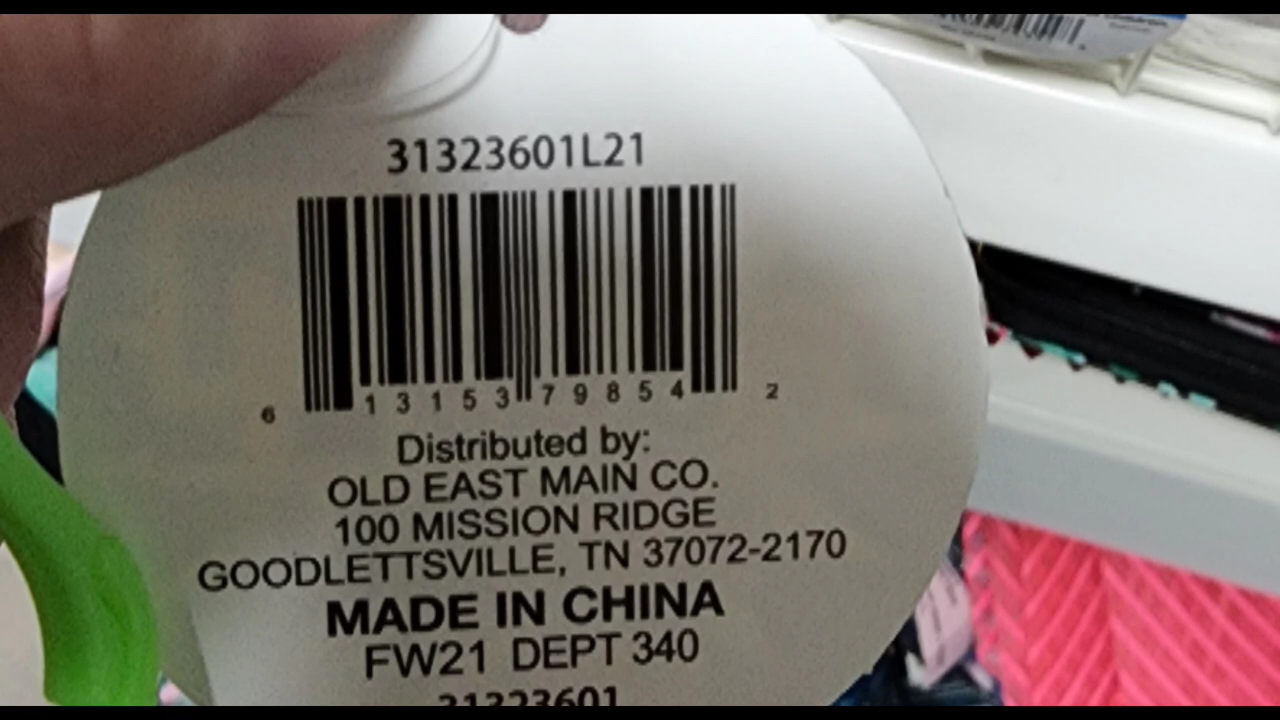 31323601L21
6 13153 79854 2
Distributed by:
OLD EAST MAIN CO.
100 MISSION RIDGE
GOODLETTSVILLE, TN 37072-2170
MADE IN CHINA
FW21 DEPT 340
31323601